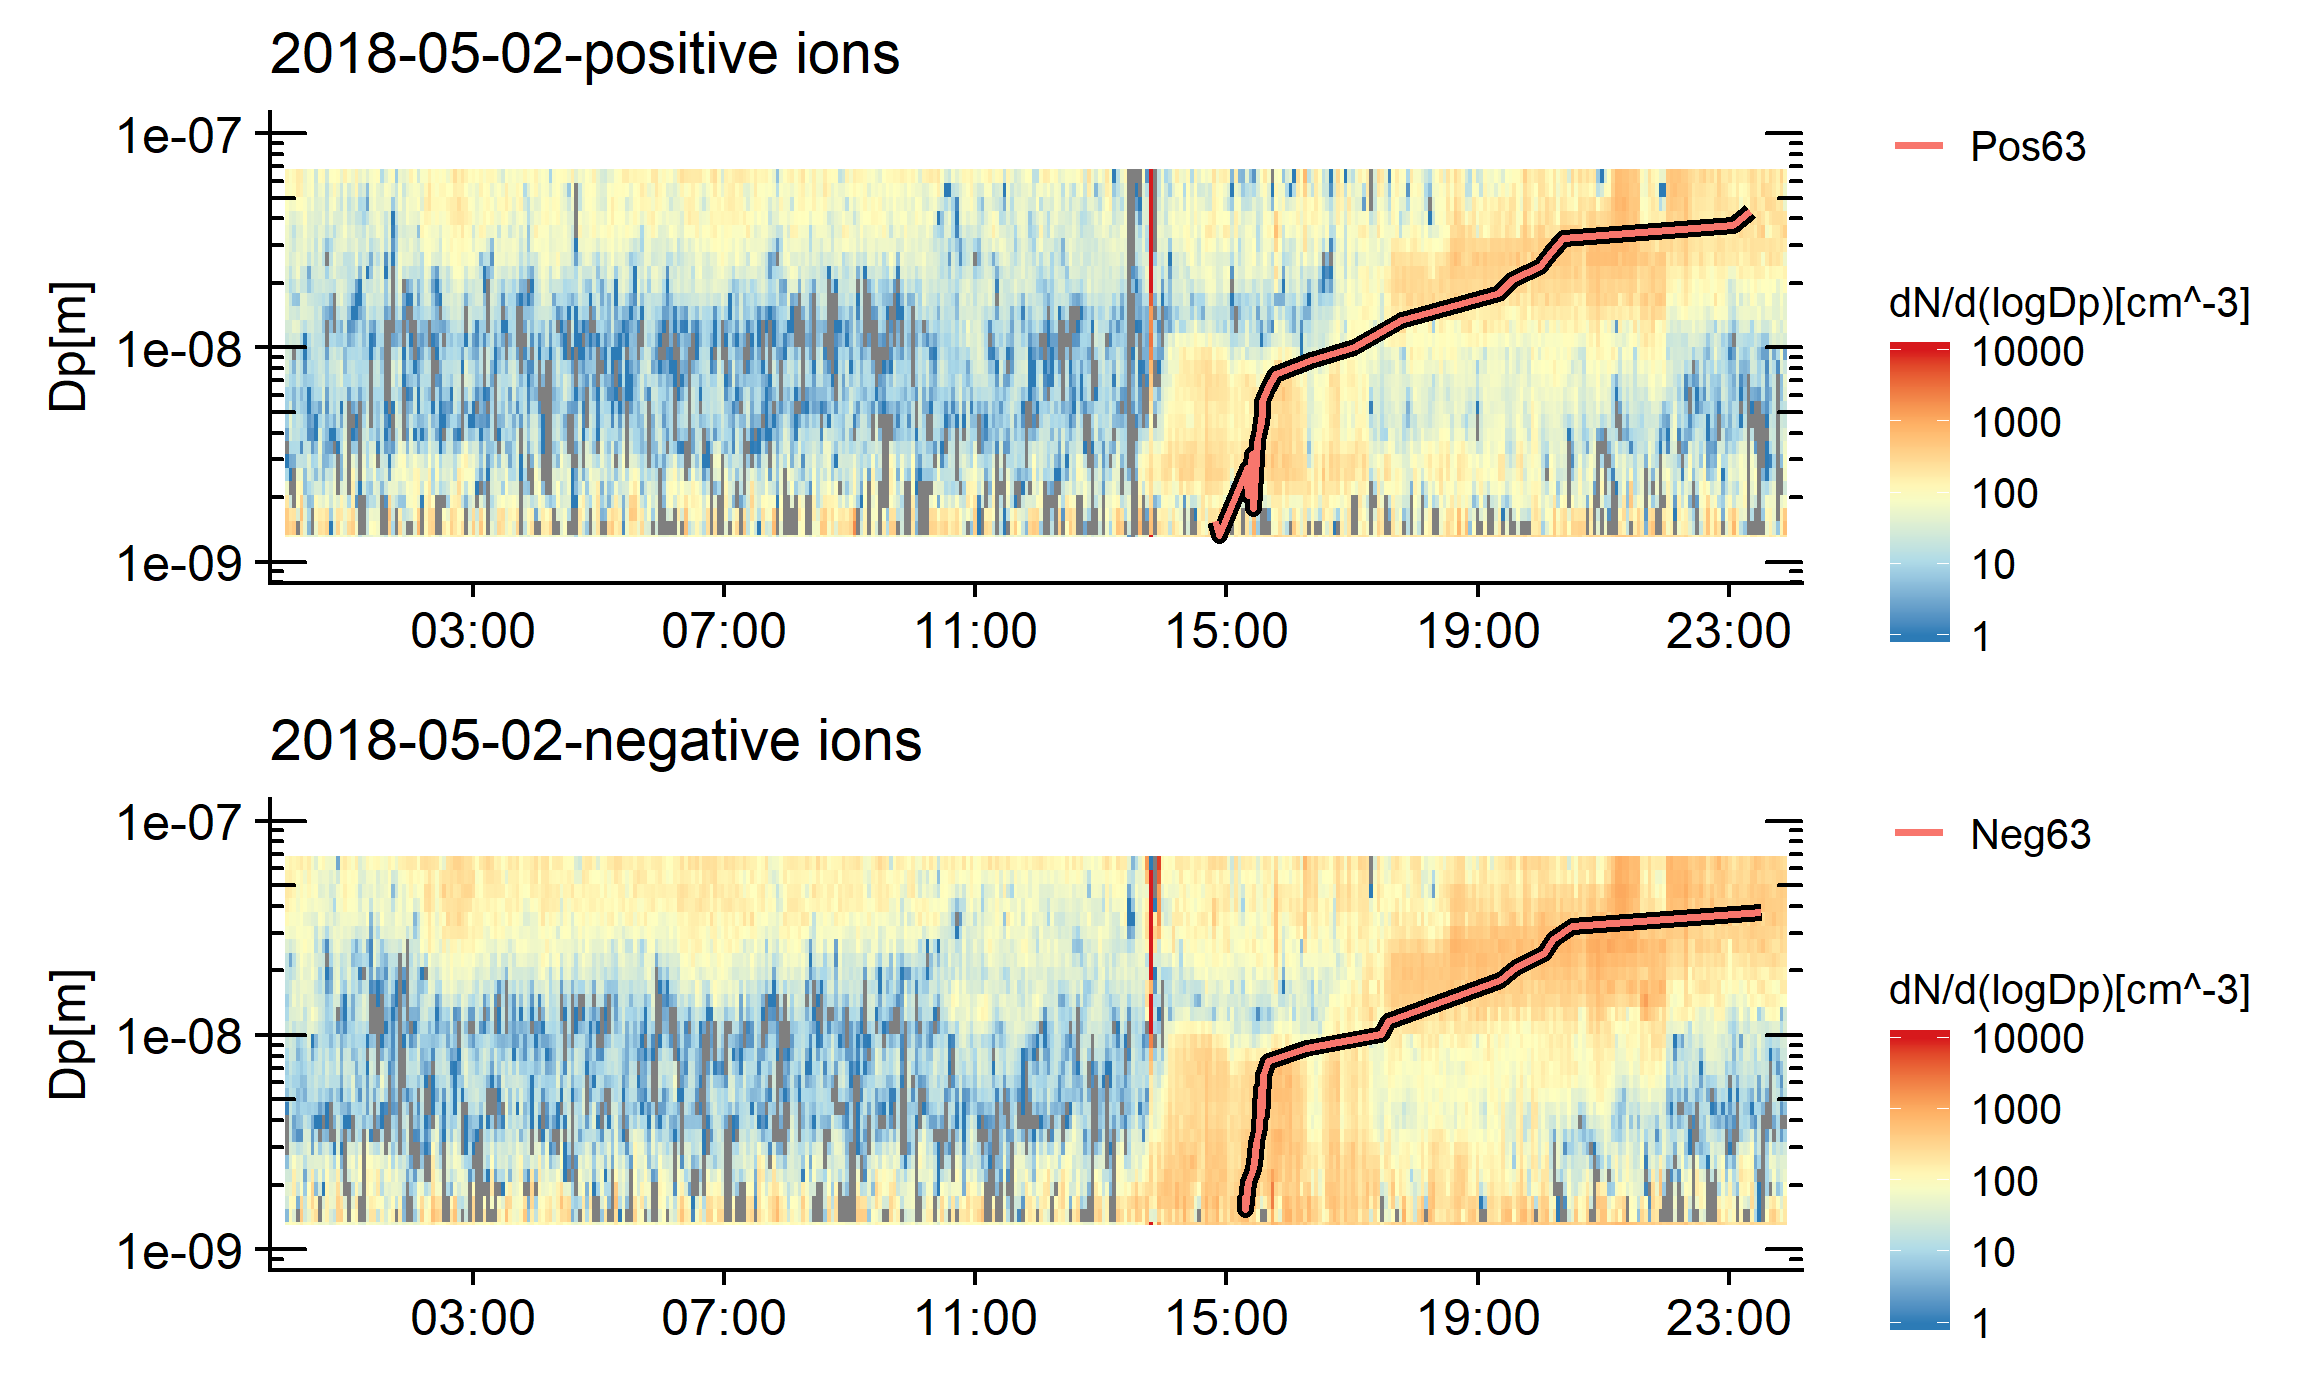 2018-05-02-positive ions
1e-07
1e-08
1e-09
Dp[m]
03:00 07:00 11:00 15:00 19:00 23:00
Pos63
dN/d(logDp)[cm^-3]
10000
1000
100
10
1
2018-05-02-negative ions
1e-07
1e-08
1e-09
Dp[m]
03:00 07:00 11:00 15:00 19:00 23:00
Neg63
dN/d(logDp)[cm^-3]
10000
1000
100
10
1